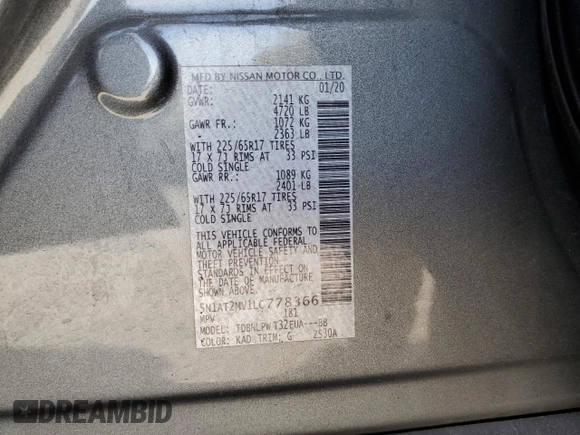 MFD BY NISSAN MOTOR CO., LTD.
DATE: 01/20
GVWR: 2141 KG
4720 LB
GAWR FR.: 1072 KG
- 2363 LB
WITH 225/65R17 TIRES
17 X 7J RIMS AT 33 PSI
COLD SINGLE
GAWR RR.: 1089 KG
2401 LB
WITH 225/65R17 TIRES
17 X 7J RIMS AT 33 PSI
COLD SINGLE
THIS VEHICLE CONFORMS TO
ALL APPLICABLE FEDERAL
MOTOR VEHICLE SAFETY AND
THEFT PREVENTION
STANDARDS IN EFFECT ON
THE DATE OF MANUFACTURE
SHOWN ABOVE.
5N1AT2MV1LC778366
MPV 181
MODEL: TDBNLPW T32EUA---BB
COLOR: KAD TRIM: G 2530A
DREAMBID